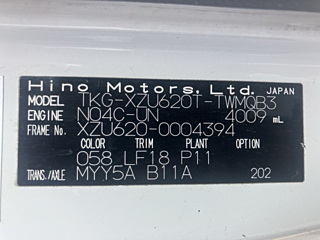 Hino Motors, Ltd. JAPAN
MODEL TKG-XZU620T-TWMQB3
ENGINE N04C-UN 4009 mL
FRAME No. XZU620-0004394
COLOR TRIM PLANT OPTION
058 LF18 P11
TRANS./AXLE MYY5A B11A 202